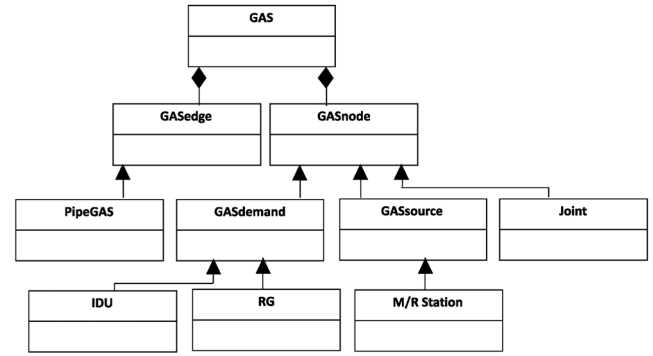 GAS
GASedge
GASnode
PipeGAS
GASdemand
GASsource
Joint
IDU
RG
M/R Station